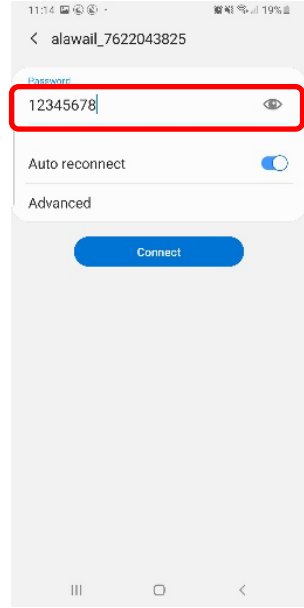 11:14 19%
alawail_7622043825
Password
12345678
Auto reconnect
Advanced
Connect